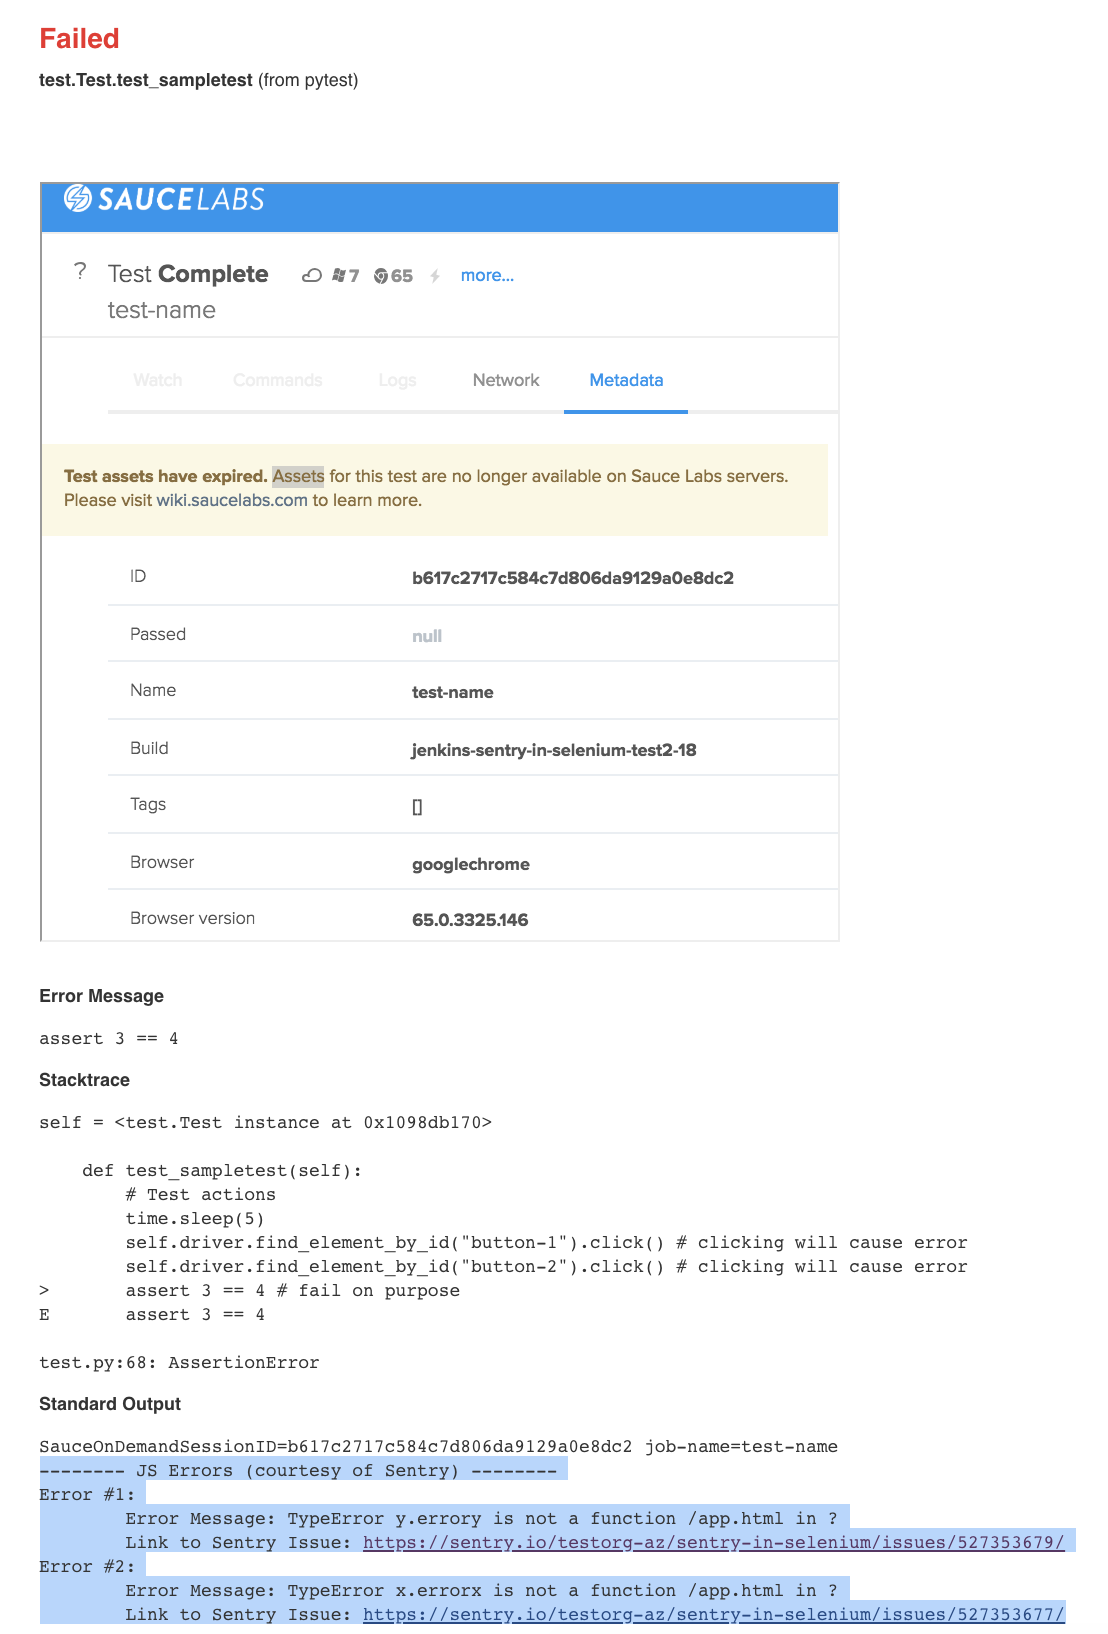 Failed
test.Test.test_sampletest (from pytest)
SAUCELABS
? Test Complete 7 65 more...
test-name
Watch Commands Logs Network Metadata
Test assets have expired. Assets for this test are no longer available on Sauce Labs servers.
Please visit wiki.saucelabs.com to learn more.
ID b617c2717c584c7d806da9129a0e8dc2
Passed null
Name test-name
Build jenkins-sentry-in-selenium-test2-18
Tags []
Browser googlechrome
Browser version 65.0.3325.146
Error Message
assert 3 == 4
Stacktrace
self = <test.Test instance at 0x1098db170>
    def test_sampletest(self):
        # Test actions
        time.sleep(5)
        self.driver.find_element_by_id("button-1").click() # clicking will cause error
        self.driver.find_element_by_id("button-2").click() # clicking will cause error
>       assert 3 == 4 # fail on purpose
E       assert 3 == 4
test.py:68: AssertionError
Standard Output
SauceOnDemandSessionID=b617c2717c584c7d806da9129a0e8dc2 job-name=test-name
-------- JS Errors (courtesy of Sentry) --------
Error #1:
        Error Message: TypeError y.errory is not a function /app.html in ?
        Link to Sentry Issue: https://sentry.io/testorg-az/sentry-in-selenium/issues/527353679/
Error #2:
        Error Message: TypeError x.errorx is not a function /app.html in ?
        Link to Sentry Issue: https://sentry.io/testorg-az/sentry-in-selenium/issues/527353677/